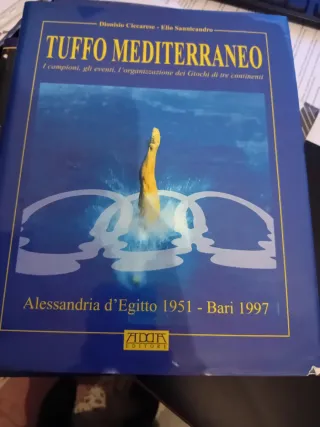 Dionisio Ciccarese - Elio Sannicandro
TUFFO MEDITERRANEO
I campioni, gli eventi, l'organizzazione dei Giochi di tre continenti
Alessandria d'Egitto 1951 - Bari 1997
ADDA
EDITORE